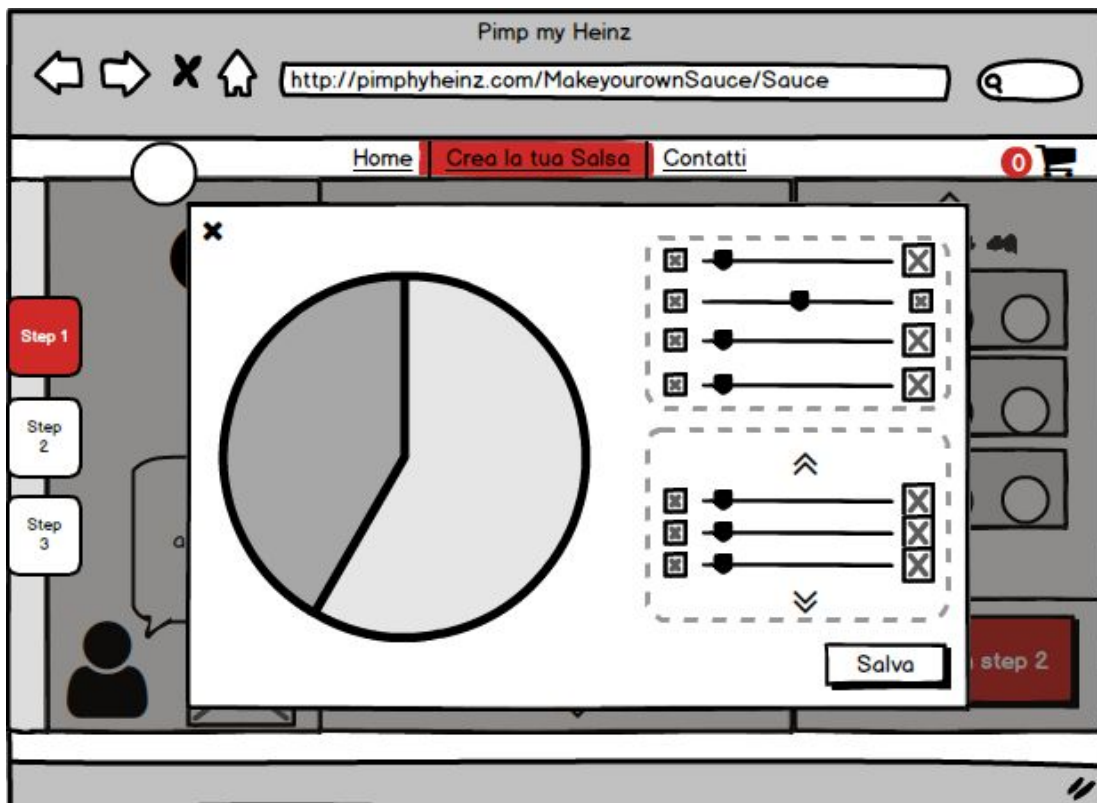 Pimp my Heinz
http://pimphyheinz.com/MakeyourownSauce/Sauce
Home Crea la tua Salsa Contatti
0
Step 1
Step
2
Step
3
a
Salva
step 2